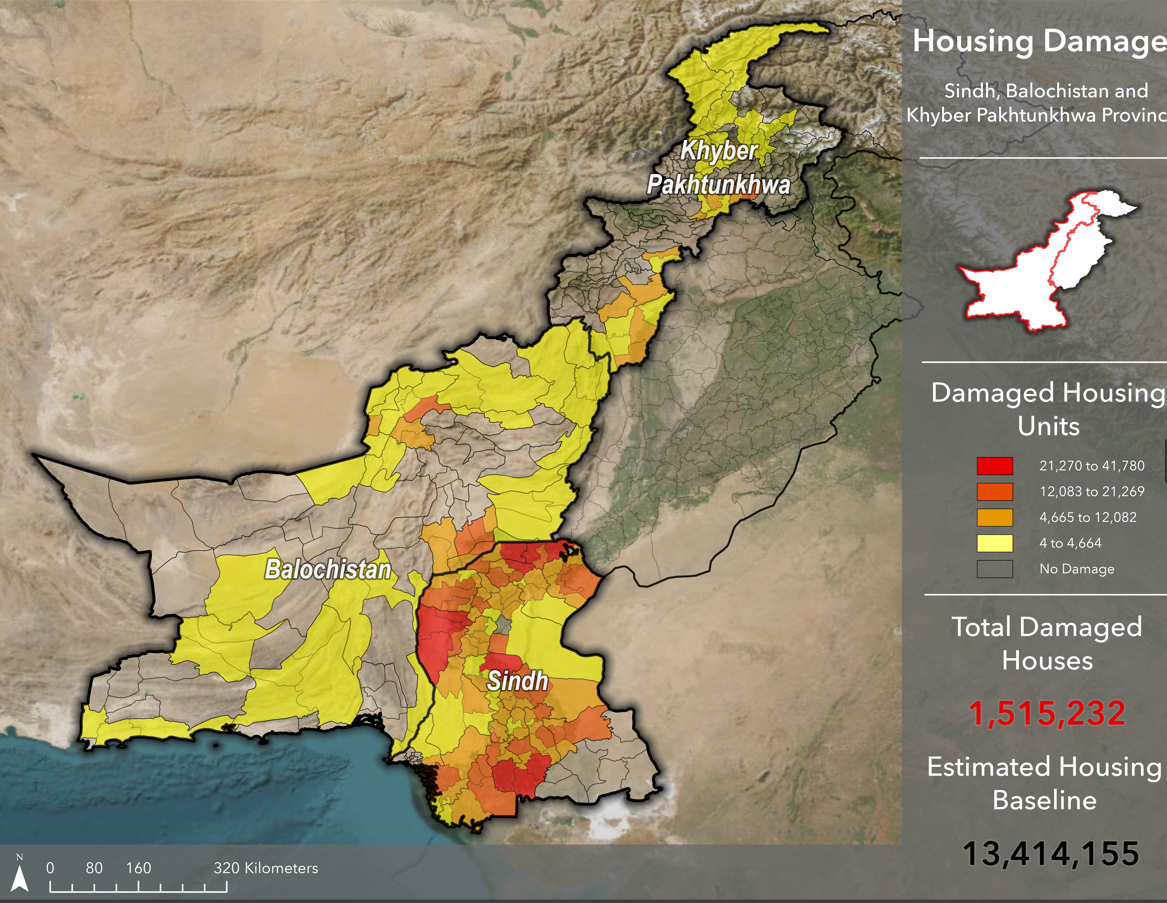 Housing Damage
Sindh, Balochistan and
Khyber Pakhtunkhwa Provinc
Khyber
Pakhtunkhwa
Balochistan
Sindh
Damaged Housing
Units
21,270 to 41,780
12,083 to 21,269
4,665 to 12,082
4 to 4,664
No Damage
Total Damaged
Houses
1,515,232
Estimated Housing
Baseline
13,414,155
N
0 80 160 320 Kilometers